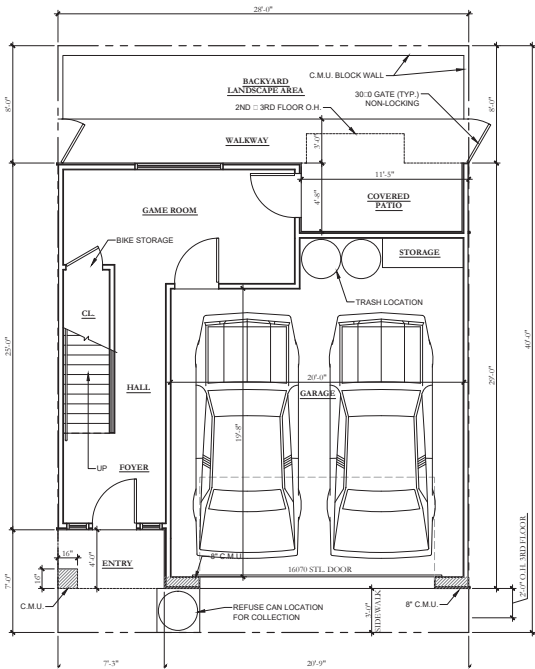 28'-0"
C.M.U. BLOCK WALL
BACKYARD
LANDSCAPE AREA
30□0 GATE (TYP.)
NON-LOCKING
2ND □ 3RD FLOOR O.H.
8'-0"
8'-0"
WALKWAY
3'-0"
11'-5"
4'-8"
COVERED
PATIO
GAME ROOM
BIKE STORAGE
STORAGE
TRASH LOCATION
CL.
25'-0"
40'-0"
29'-0"
20'-0"
HALL
GARAGE
19'-8"
UP
FOYER
16"
4'-0"
ENTRY
8" C.M.U.
16070 STL. DOOR
16"
7'-0"
C.M.U.
REFUSE CAN LOCATION
FOR COLLECTION
3'-0"
SIDEWALK
8" C.M.U.
2'-0" O.H. 3RD FLOOR
7'-3"
20'-9"